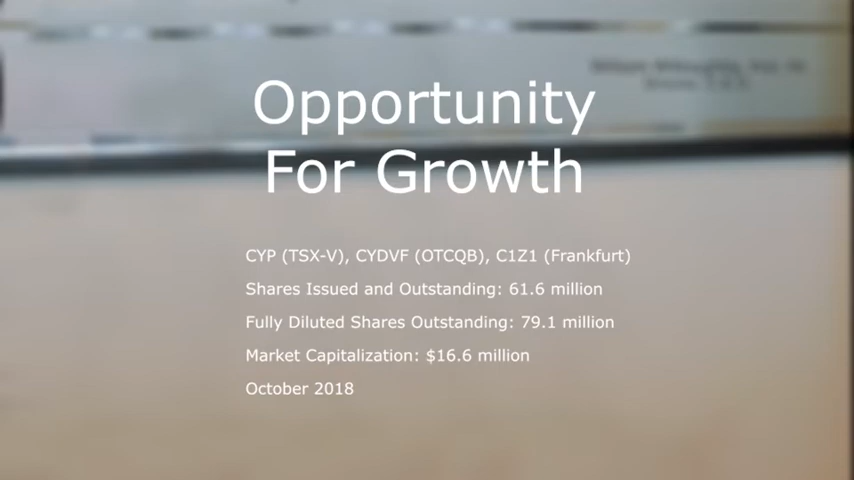 Opportunity
For Growth
CYP (TSX-V), CYDVF (OTCQB), C1Z1 (Frankfurt)
Shares Issued and Outstanding: 61.6 million
Fully Diluted Shares Outstanding: 79.1 million
Market Capitalization: $16.6 million
October 2018